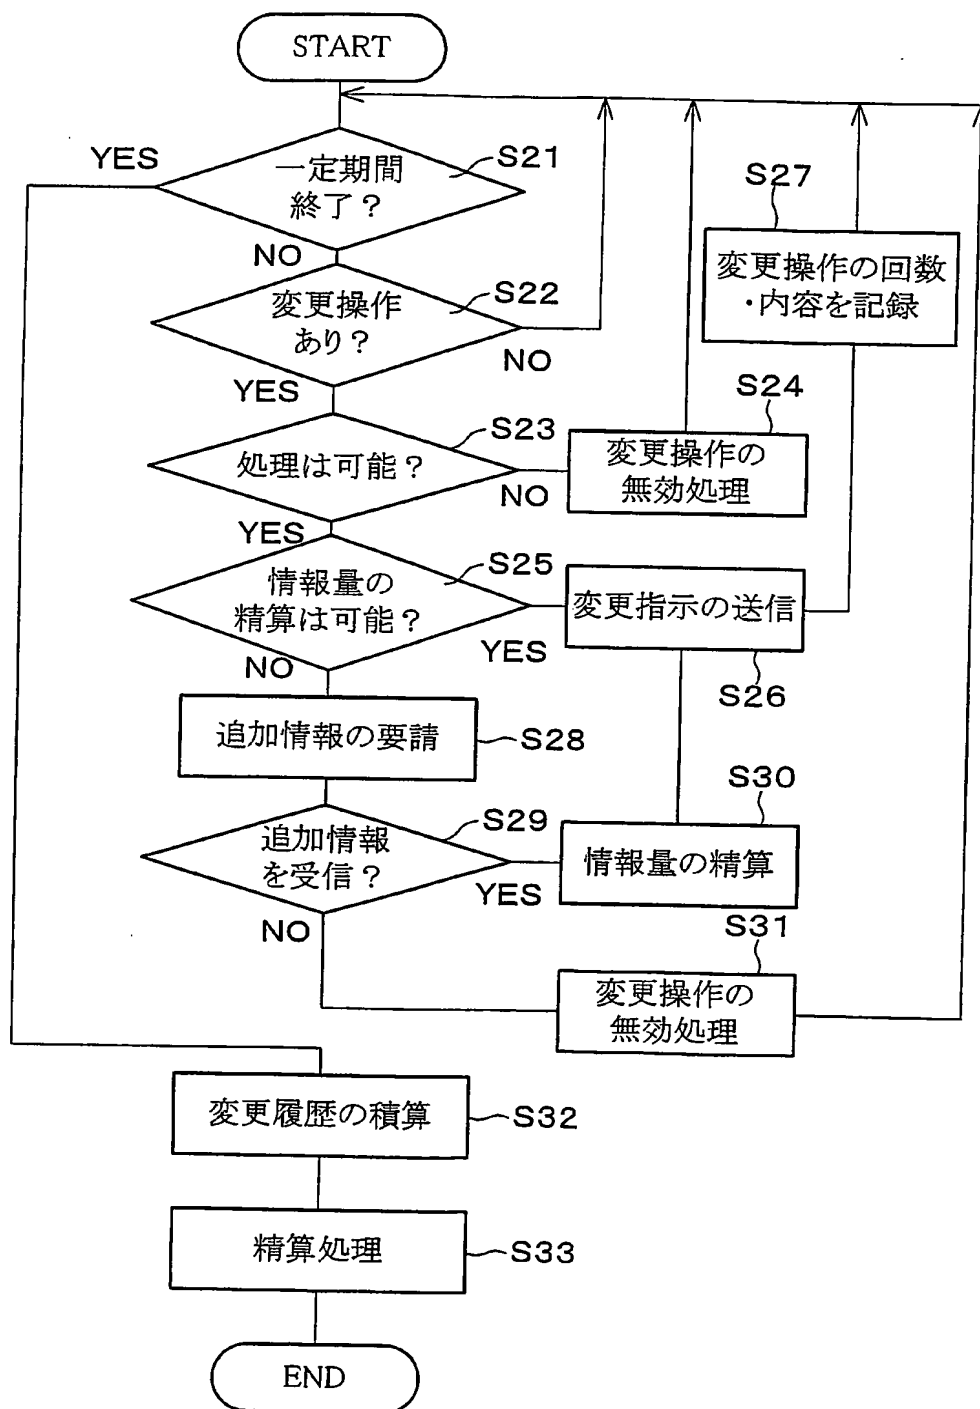 START
YES
一定期間
終了？
S21
NO
変更操作
あり？
S22
NO
YES
S27
変更操作の回数
・内容を記録
処理は可能？
S23
NO
YES
S24
変更操作の
無効処理
情報量の
精算は可能？
S25
YES
NO
変更指示の送信
S26
追加情報の要請
S28
追加情報
を受信？
S29
YES
NO
S30
情報量の精算
S31
変更操作の
無効処理
変更履歴の積算
S32
精算処理
S33
END